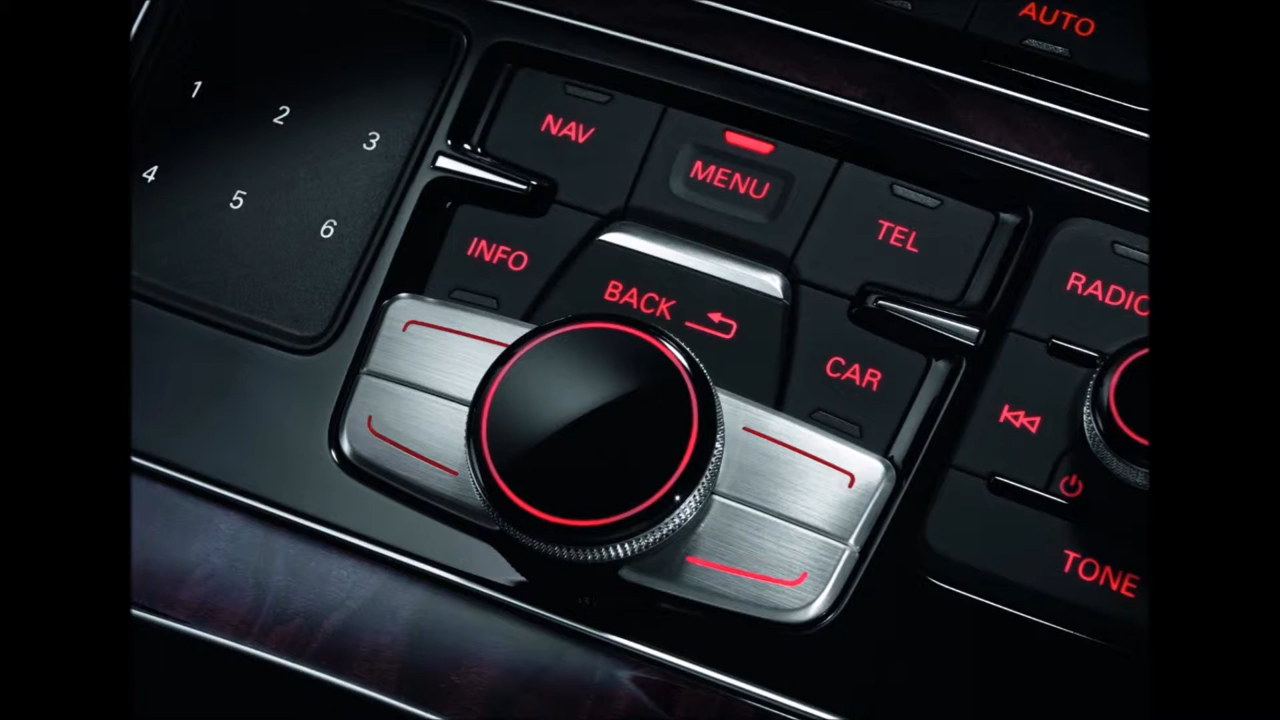 AUTO
1 2 3
4 5 6
NAV
MENU
TEL
INFO
BACK
CAR
RADIO
TONE